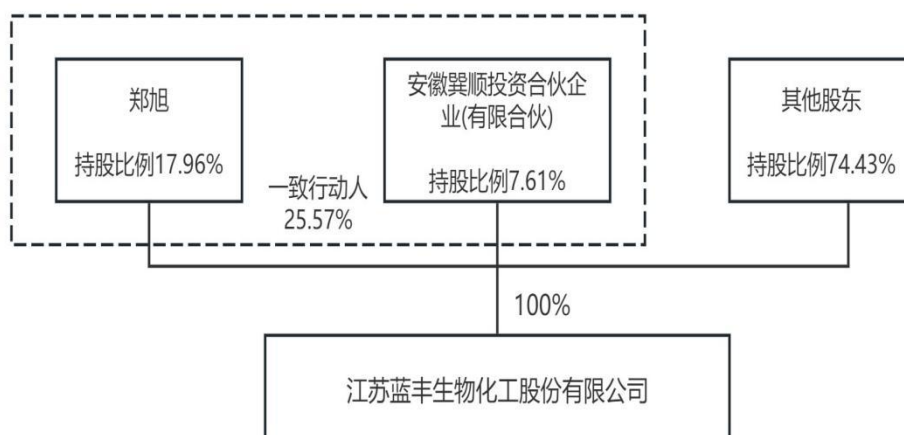 郑旭
持股比例17.96%
安徽巽顺投资合伙企
业(有限合伙)
持股比例7.61%
其他股东
持股比例74.43%
一致行动人
25.57%
100%
江苏蓝丰生物化工股份有限公司